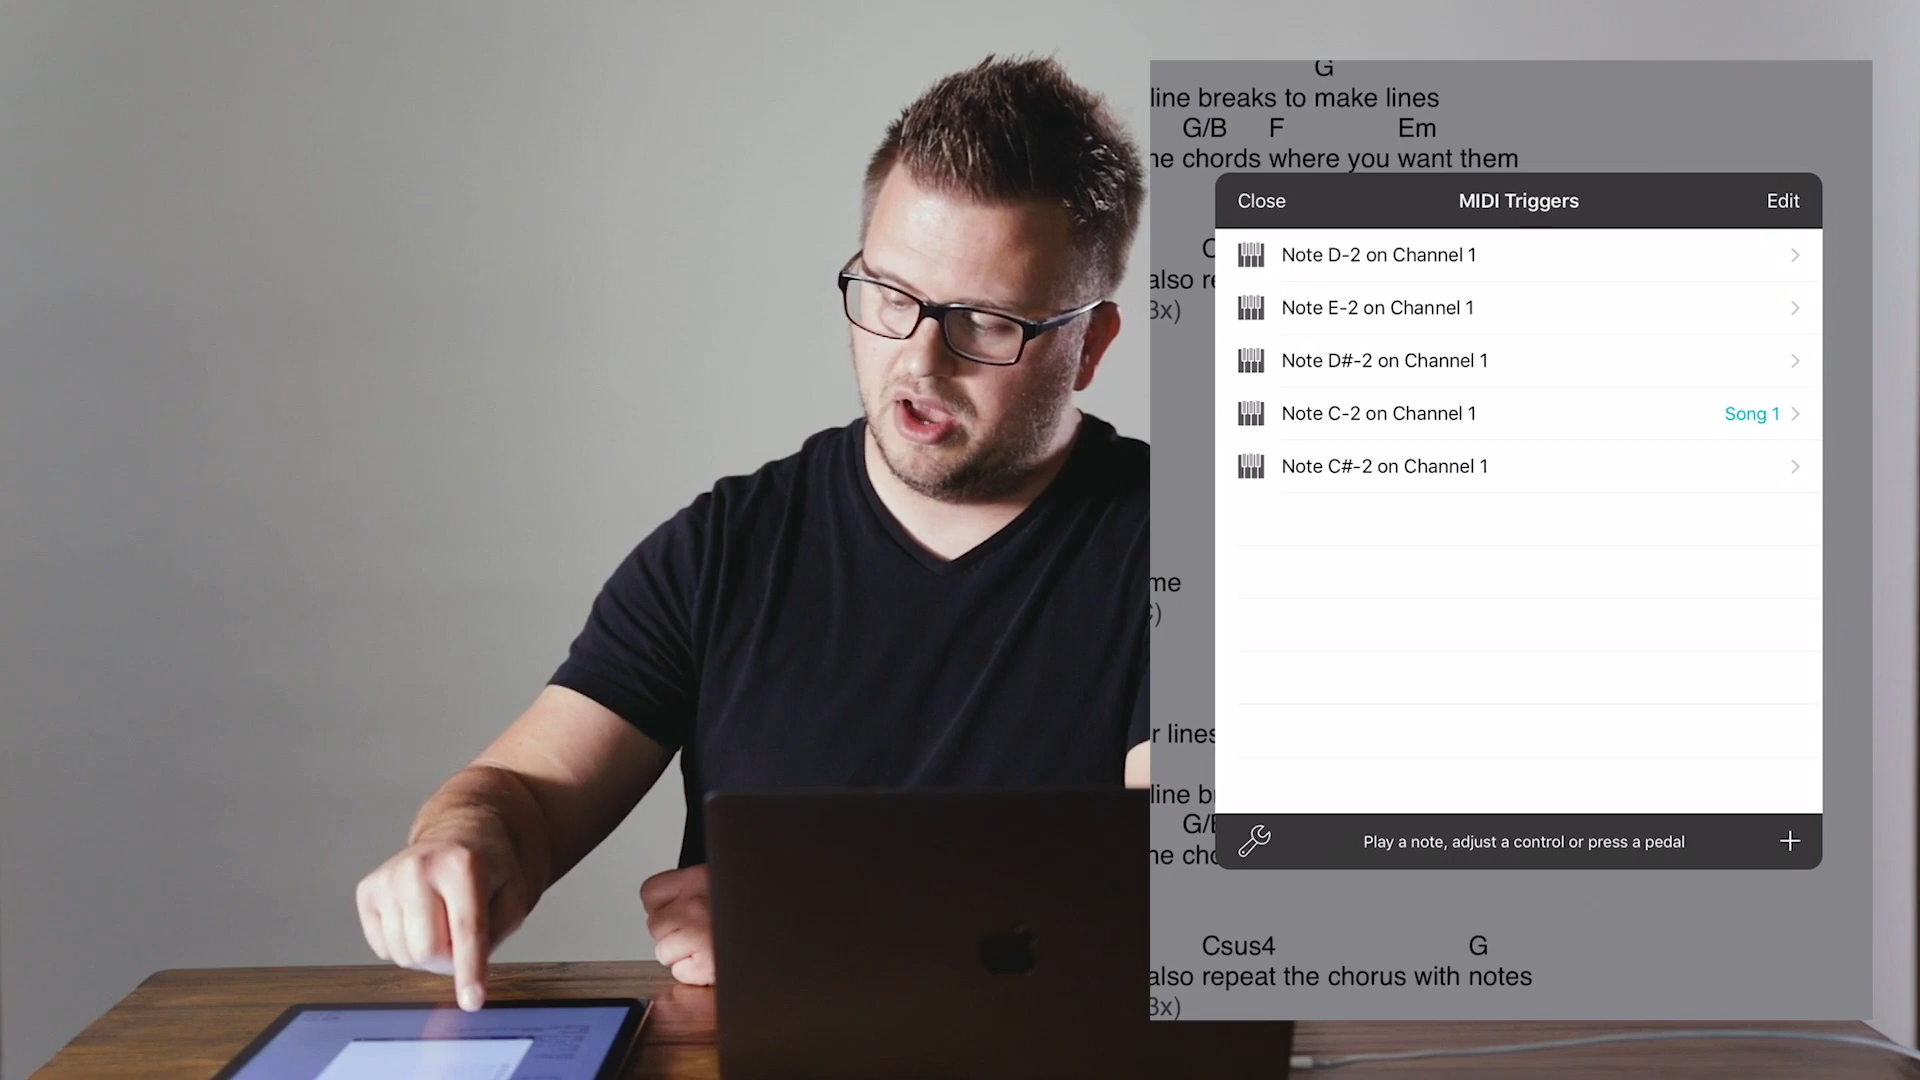 G
line breaks to make lines
G/B F Em
he chords where you want them
Close MIDI Triggers Edit
Note D-2 on Channel 1
also re
3x)
Note E-2 on Channel 1
Note D#-2 on Channel 1
Note C-2 on Channel 1 Song 1
Note C#-2 on Channel 1
me
r lines
line b
G/
he cho
Play a note, adjust a control or press a pedal
Csus4 G
also repeat the chorus with notes
3x)